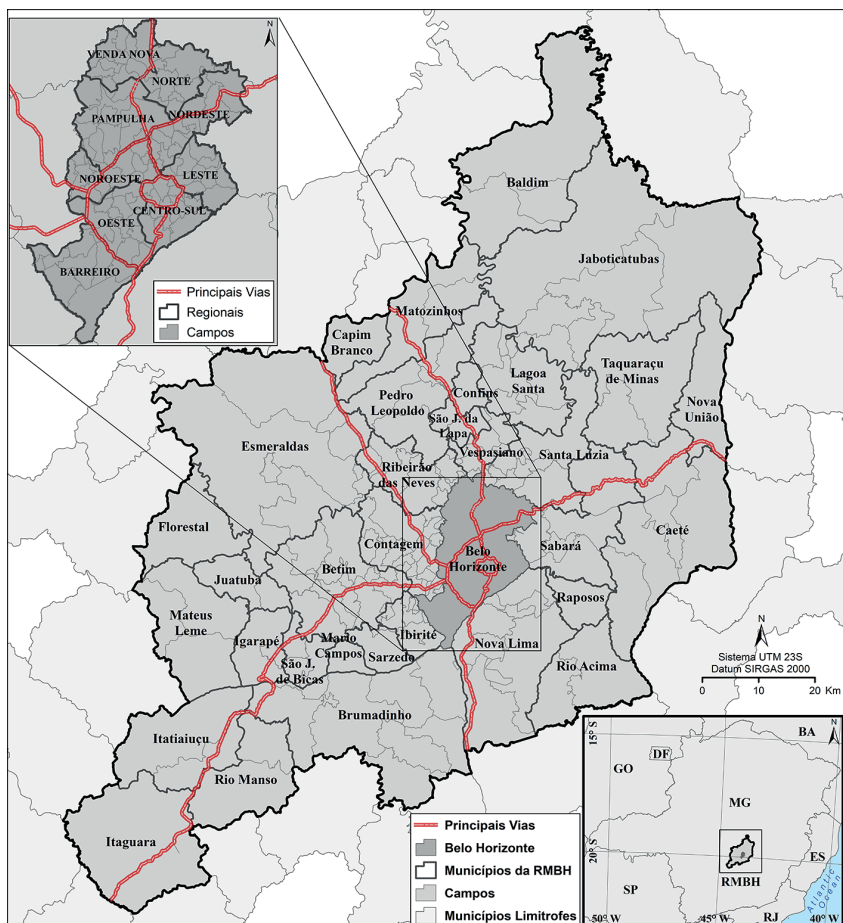 N
VENDA NOVA
NORTE
PAMPULHA
NORDESTE
NOROESTE
LESTE
CENTRO-SUL
OESTE
BARREIRO
Principais Vias
Regionais
Campos
Baldim
Jaboticatubas
Matozinhos
Capim
Branco
Taquaraçu
de Minas
Lagoa
Santa
Confins
Pedro
Leopoldo
Nova
União
São J. da
Lapa
Esmeraldas
Vespasiano
Santa Luzia
Ribeirão
das Neves
Florestal
Caeté
Contagem
Sabará
Belo
Horizonte
Juatuba
Betim
Raposos
Mateus
Leme
Igarapé
Mario
Campos
Ibirité
Nova Lima
Sarzedo
São J.
de Bicas
Rio Acima
N
Sistema UTM 23S
Datum SIRGAS 2000
0 10 20 Km
Brumadinho
Itatiaiuçu
Rio Manso
Itaguara
Principais Vias
Belo Horizonte
Municípios da RMBH
Campos
Municípios Limitrofes
15° S
BA
N
DF
GO
MG
20° S
ES
RMBH
SP
RJ
Atlantic
Ocean
50° W
45° W
40° W